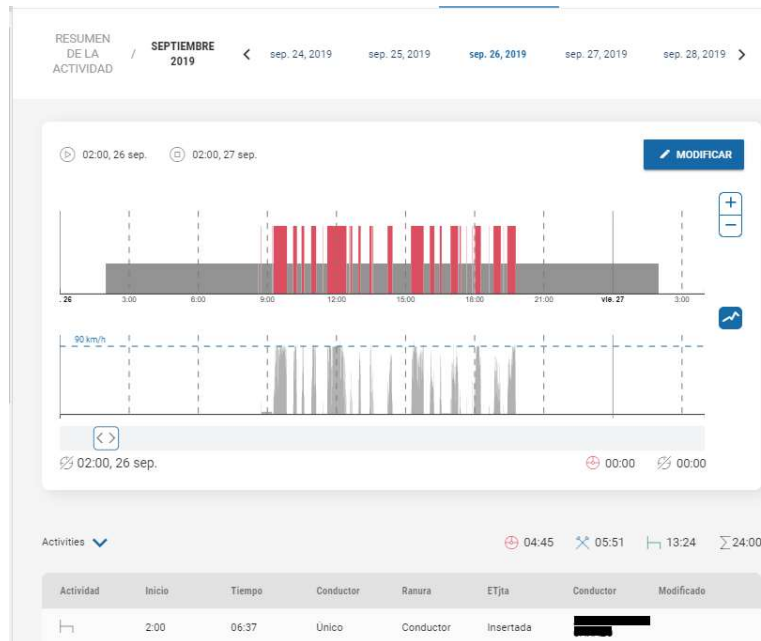 RESUMEN
DE LA
ACTIVIDAD
/
SEPTIEMBRE
2019
sep. 24, 2019
sep. 25, 2019
sep. 26, 2019
sep. 27, 2019
sep. 28, 2019
02:00, 26 sep.
02:00, 27 sep.
MODIFICAR
+
−
. 26
3:00
6:00
9:00
12:00
15:00
18:00
21:00
vie. 27
3:00
90 km/h
02:00, 26 sep.
00:00
00:00
Activities
04:45
05:51
13:24
∑24:00
Actividad Inicio Tiempo Conductor Ranura ETjta Conductor Modificado
2:00 06:37 Único Conductor Insertada